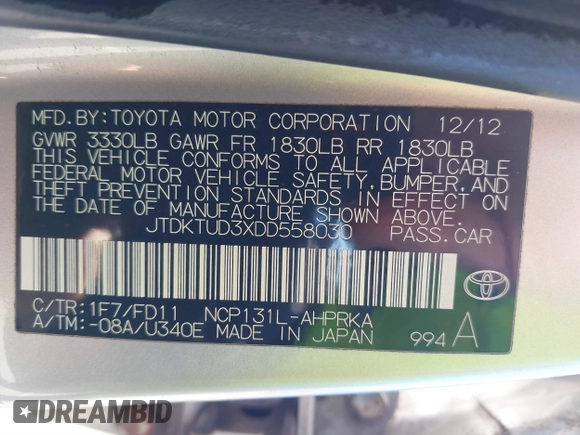 MFD.BY:TOYOTA MOTOR CORPORATION 12/12
GVWR 3330LB GAWR FR 1830LB RR 1830LB
THIS VEHICLE CONFORMS TO ALL APPLICABLE
FEDERAL MOTOR VEHICLE SAFETY,BUMPER,AND
THEFT PREVENTION STANDARDS IN EFFECT ON
THE DATE OF MANUFACTURE SHOWN ABOVE.
JTDKTUD3XDD558030 PASS.CAR
C/TR:1F7/FD11 NCP131L-AHPRKA
A/TM:-08A/U340E MADE IN JAPAN 994 A
DREAMBID